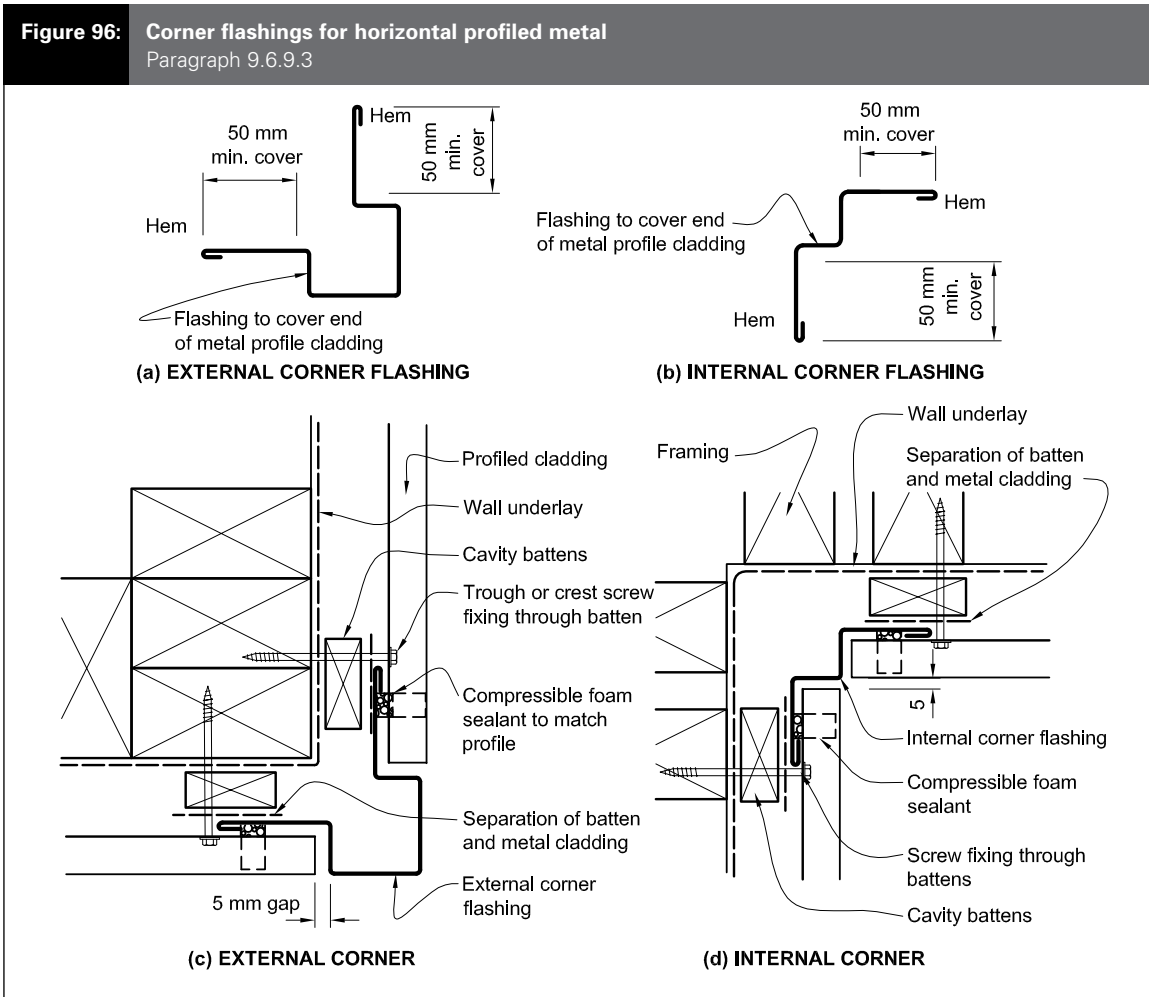 Figure 96:
Corner flashings for horizontal profiled metal
Paragraph 9.6.9.3
50 mm
min. cover
Hem
50 mm
min.
cover
Hem
Flashing to cover end
of metal profile cladding
(a) EXTERNAL CORNER FLASHING
50 mm
min. cover
Flashing to cover end
of metal profile cladding
Hem
50 mm
min.
cover
Hem
(b) INTERNAL CORNER FLASHING
Profiled cladding
Wall underlay
Cavity battens
Trough or crest screw
fixing through batten
Compressible foam
sealant to match
profile
Separation of batten
and metal cladding
External corner
flashing
5 mm gap
(c) EXTERNAL CORNER
Wall underlay
Framing
Separation of batten
and metal cladding
5
Internal corner flashing
Compressible foam
sealant
Screw fixing through
battens
Cavity battens
(d) INTERNAL CORNER